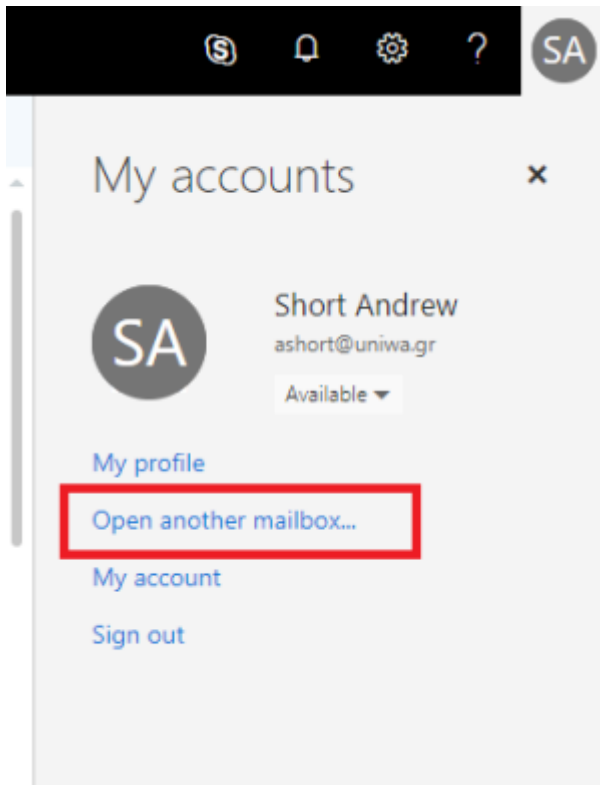 SA
My accounts
SA
Short Andrew
ashort@uniwa.gr
Available
My profile
Open another mailbox...
My account
Sign out